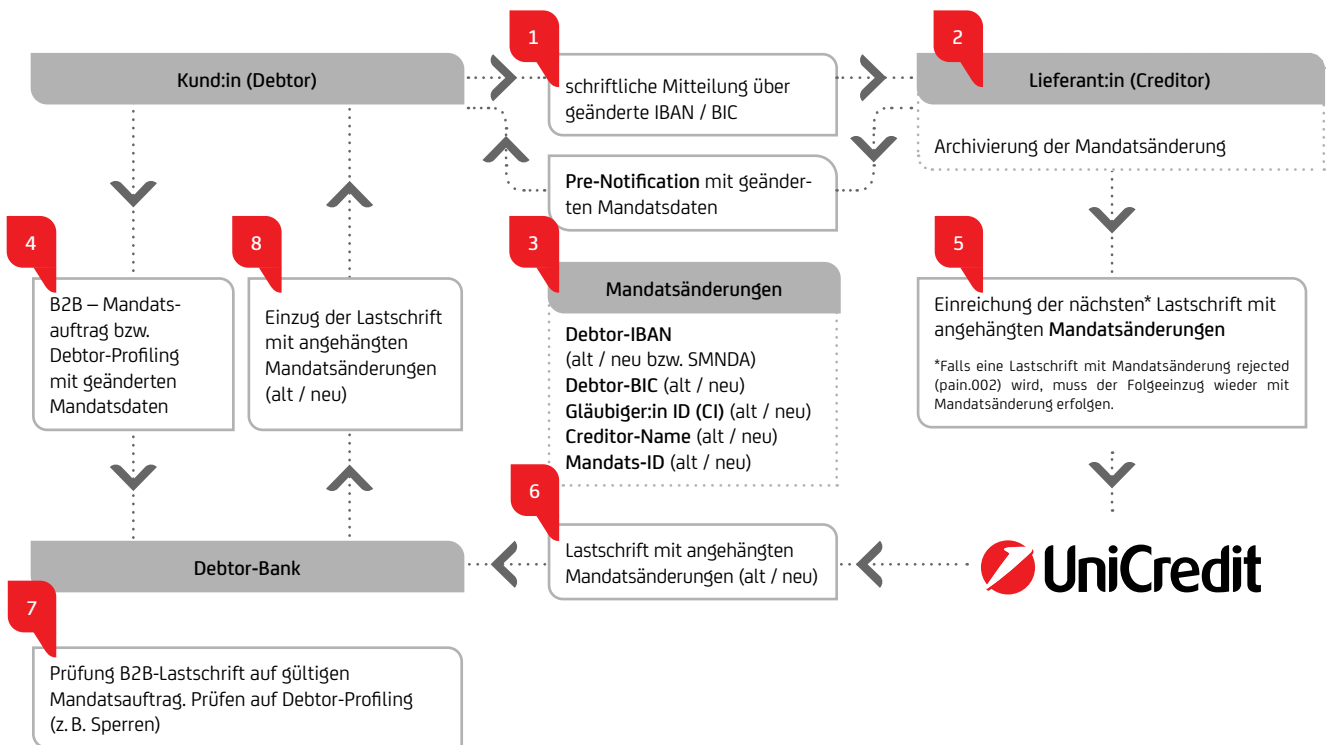 1
2
Kund:in (Debtor)
schriftliche Mitteilung über
geänderte IBAN / BIC
Lieferant:in (Creditor)
Archivierung der Mandatsänderung
Pre-Notification mit geänder-
ten Mandatsdaten
4
B2B – Mandats-
auftrag bzw.
Debtor-Profiling
mit geänderten
Mandatsdaten
8
Einzug der Lastschrift
mit angehängten
Mandatsänderungen
(alt / neu)
3
Mandatsänderungen
Debtor-IBAN
(alt / neu bzw. SMNDA)
Debtor-BIC (alt / neu)
Gläubiger:in ID (CI) (alt / neu)
Creditor-Name (alt / neu)
Mandats-ID (alt / neu)
5
Einreichung der nächsten* Lastschrift mit
angehängten Mandatsänderungen
*Falls eine Lastschrift mit Mandatsänderung rejected
(pain.002) wird, muss der Folgeeinzug wieder mit
Mandatsänderung erfolgen.
6
Lastschrift mit angehängten
Mandatsänderungen (alt / neu)
UniCredit
Debtor-Bank
7
Prüfung B2B-Lastschrift auf gültigen
Mandatsauftrag. Prüfen auf Debtor-Profiling
(z. B. Sperren)